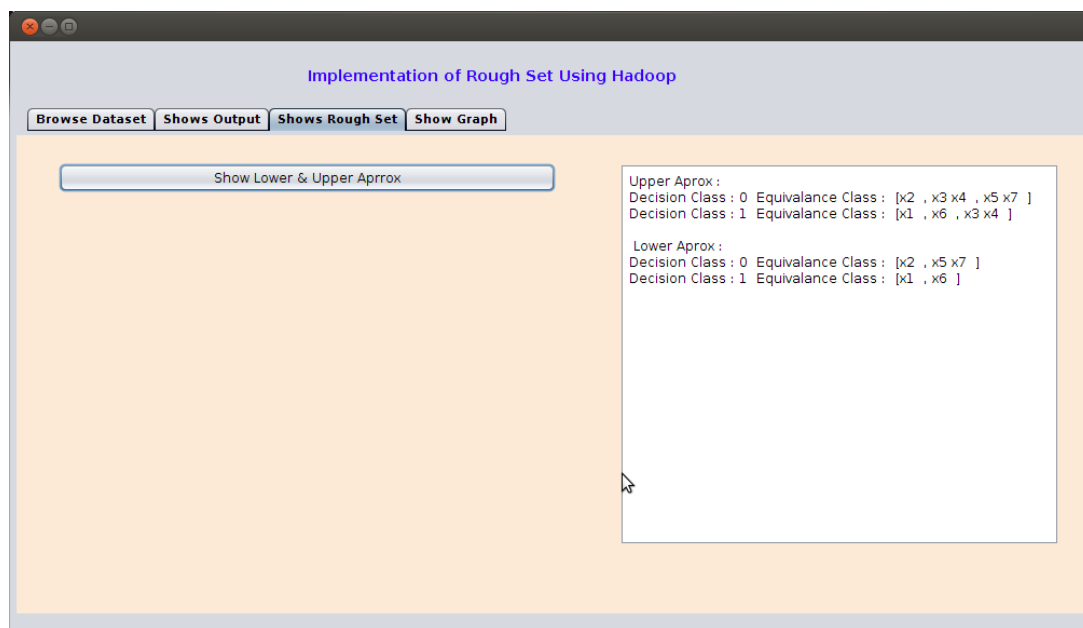 Implementation of Rough Set Using Hadoop
Browse Dataset Shows Output Shows Rough Set Show Graph
Show Lower & Upper Aprrox
Upper Aprox :
Decision Class : 0 Equivalance Class : [x2 , x3 x4 , x5 x7 ]
Decision Class : 1 Equivalance Class : [x1 , x6 , x3 x4 ]
Lower Aprox :
Decision Class : 0 Equivalance Class : [x2 , x5 x7 ]
Decision Class : 1 Equivalance Class : [x1 , x6 ]